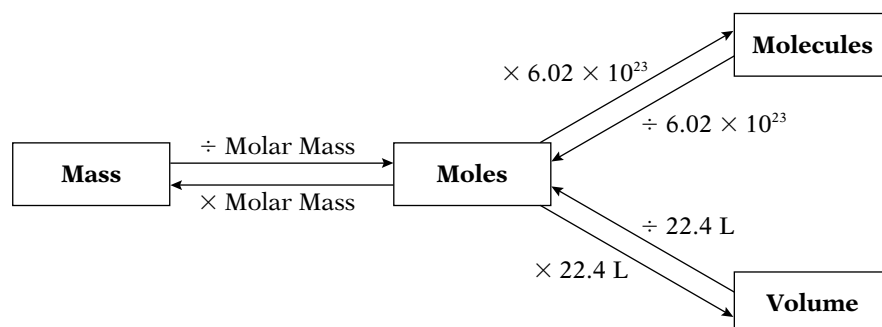 Molecules
× 6.02 × 10²³
÷ 6.02 × 10²³
÷ Molar Mass
Mass
Moles
× Molar Mass
÷ 22.4 L
× 22.4 L
Volume